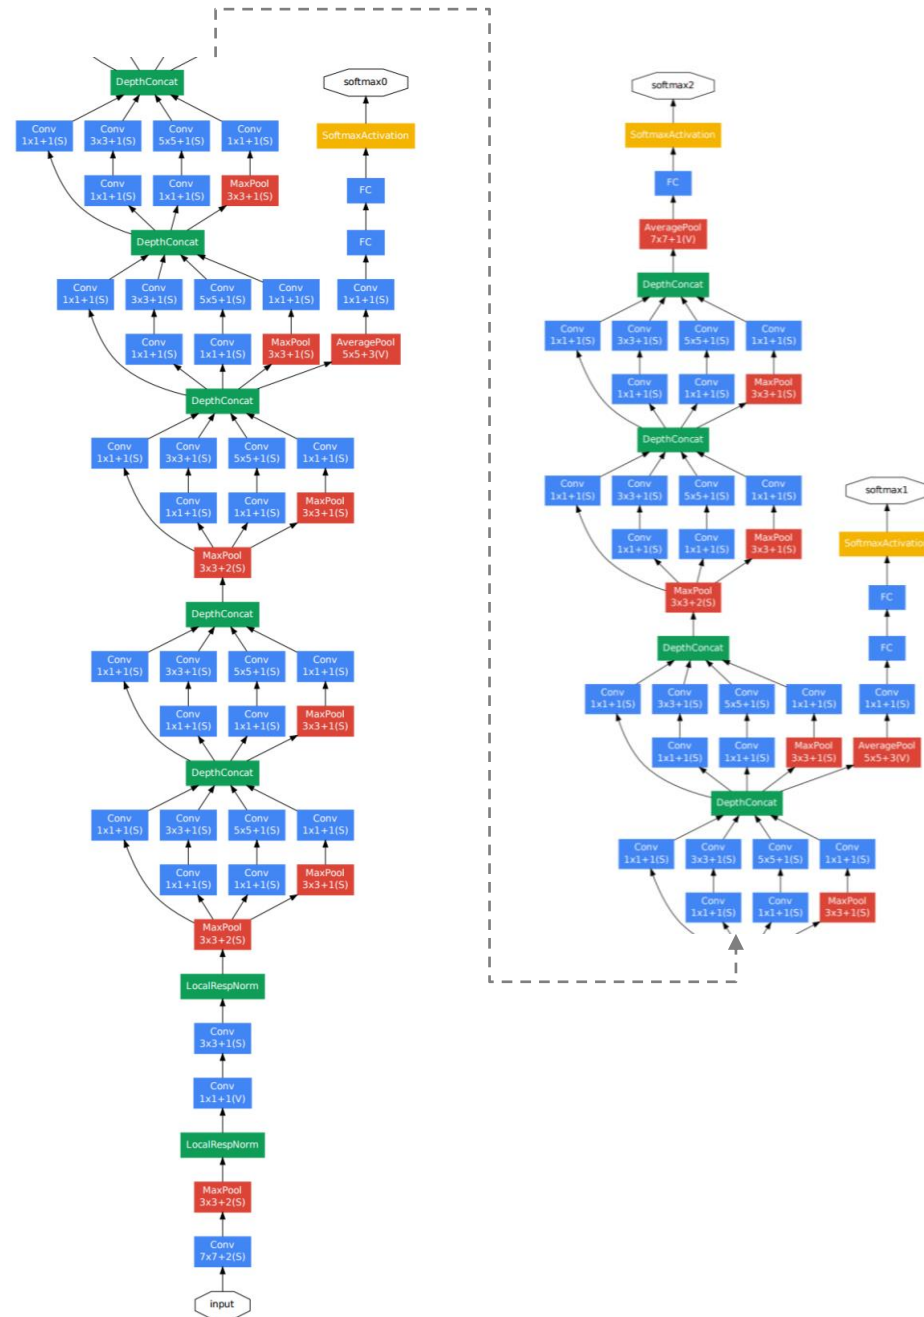 DepthConcat
softmax0
Conv Conv Conv Conv
1x1+1(S) 3x3+1(S) 5x5+1(S) 1x1+1(S)
SoftmaxActivation
Conv Conv MaxPool
1x1+1(S) 1x1+1(S) 3x3+1(S)
FC
DepthConcat
FC
Conv Conv Conv Conv Conv
1x1+1(S) 3x3+1(S) 5x5+1(S) 1x1+1(S) 1x1+1(S)
Conv Conv MaxPool AveragePool
1x1+1(S) 1x1+1(S) 3x3+1(S) 5x5+3(V)
DepthConcat
Conv Conv Conv Conv
1x1+1(S) 3x3+1(S) 5x5+1(S) 1x1+1(S)
Conv Conv MaxPool
1x1+1(S) 1x1+1(S) 3x3+1(S)
MaxPool
3x3+2(S)
DepthConcat
Conv Conv Conv Conv
1x1+1(S) 3x3+1(S) 5x5+1(S) 1x1+1(S)
Conv Conv MaxPool
1x1+1(S) 1x1+1(S) 3x3+1(S)
DepthConcat
Conv Conv Conv Conv
1x1+1(S) 3x3+1(S) 5x5+1(S) 1x1+1(S)
Conv Conv MaxPool
1x1+1(S) 1x1+1(S) 3x3+1(S)
MaxPool
3x3+2(S)
LocalRespNorm
Conv
3x3+1(S)
Conv
1x1+1(V)
LocalRespNorm
MaxPool
3x3+2(S)
Conv
7x7+2(S)
input
softmax2
SoftmaxActivation
FC
AveragePool
7x7+1(V)
DepthConcat
Conv Conv Conv Conv
1x1+1(S) 3x3+1(S) 5x5+1(S) 1x1+1(S)
Conv Conv MaxPool
1x1+1(S) 1x1+1(S) 3x3+1(S)
DepthConcat
Conv Conv Conv Conv
1x1+1(S) 3x3+1(S) 5x5+1(S) 1x1+1(S)
softmax1
Conv Conv MaxPool
1x1+1(S) 1x1+1(S) 3x3+1(S)
SoftmaxActivation
MaxPool
3x3+2(S)
FC
DepthConcat
FC
Conv Conv Conv Conv Conv
1x1+1(S) 3x3+1(S) 5x5+1(S) 1x1+1(S) 1x1+1(S)
Conv Conv MaxPool AveragePool
1x1+1(S) 1x1+1(S) 3x3+1(S) 5x5+3(V)
DepthConcat
Conv Conv Conv Conv
1x1+1(S) 3x3+1(S) 5x5+1(S) 1x1+1(S)
Conv Conv MaxPool
1x1+1(S) 1x1+1(S) 3x3+1(S)